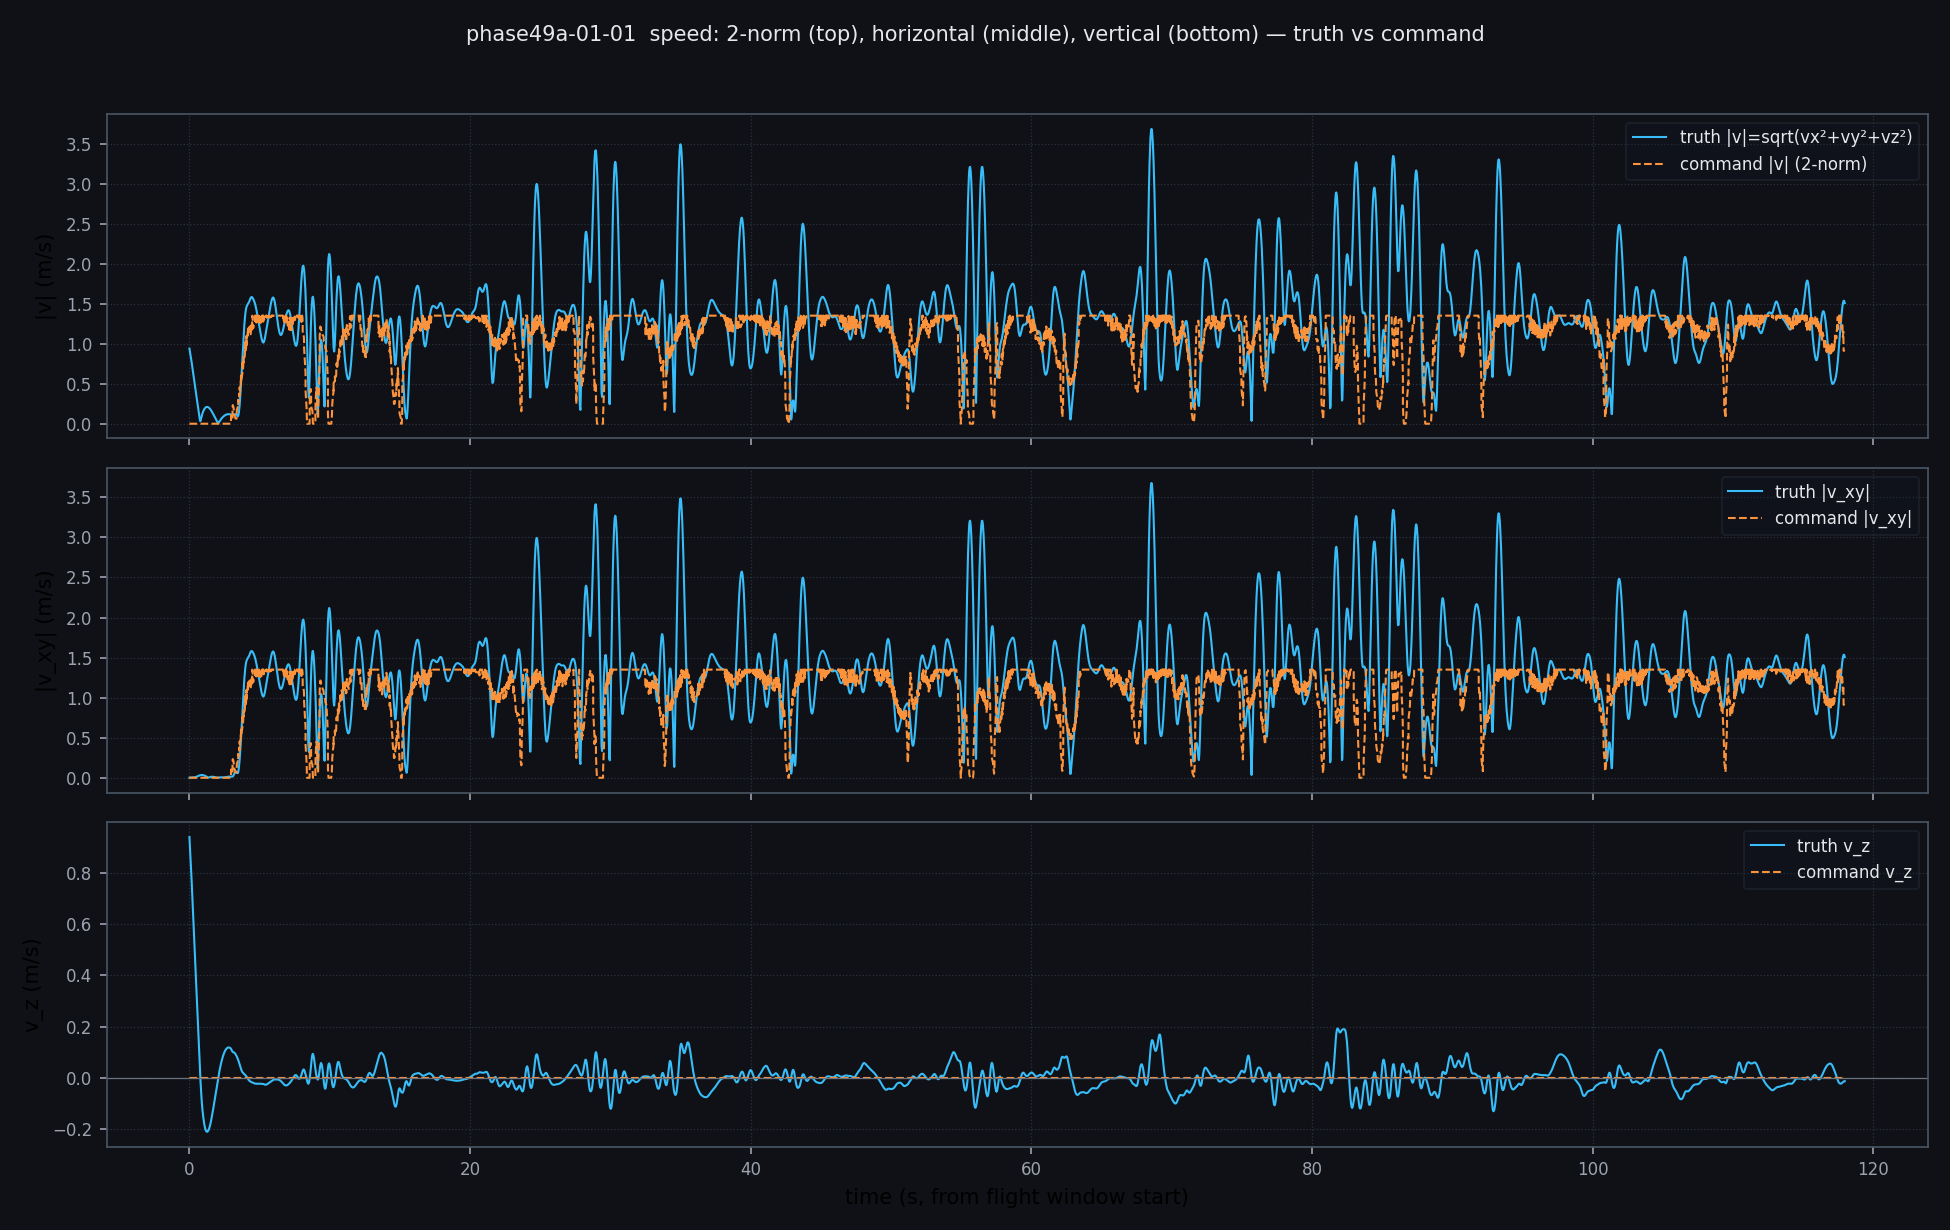 phase49a-01-01  speed: 2-norm (top), horizontal (middle), vertical (bottom) — truth vs command
|v| (m/s)
3.5
3.0
2.5
2.0
1.5
1.0
0.5
0.0
truth |v|=sqrt(vx²+vy²+vz²)
command |v| (2-norm)
|v_xy| (m/s)
3.5
3.0
2.5
2.0
1.5
1.0
0.5
0.0
truth |v_xy|
command |v_xy|
v_z (m/s)
0.8
0.6
0.4
0.2
0.0
−0.2
truth v_z
command v_z
0 20 40 60 80 100 120
time (s, from flight window start)